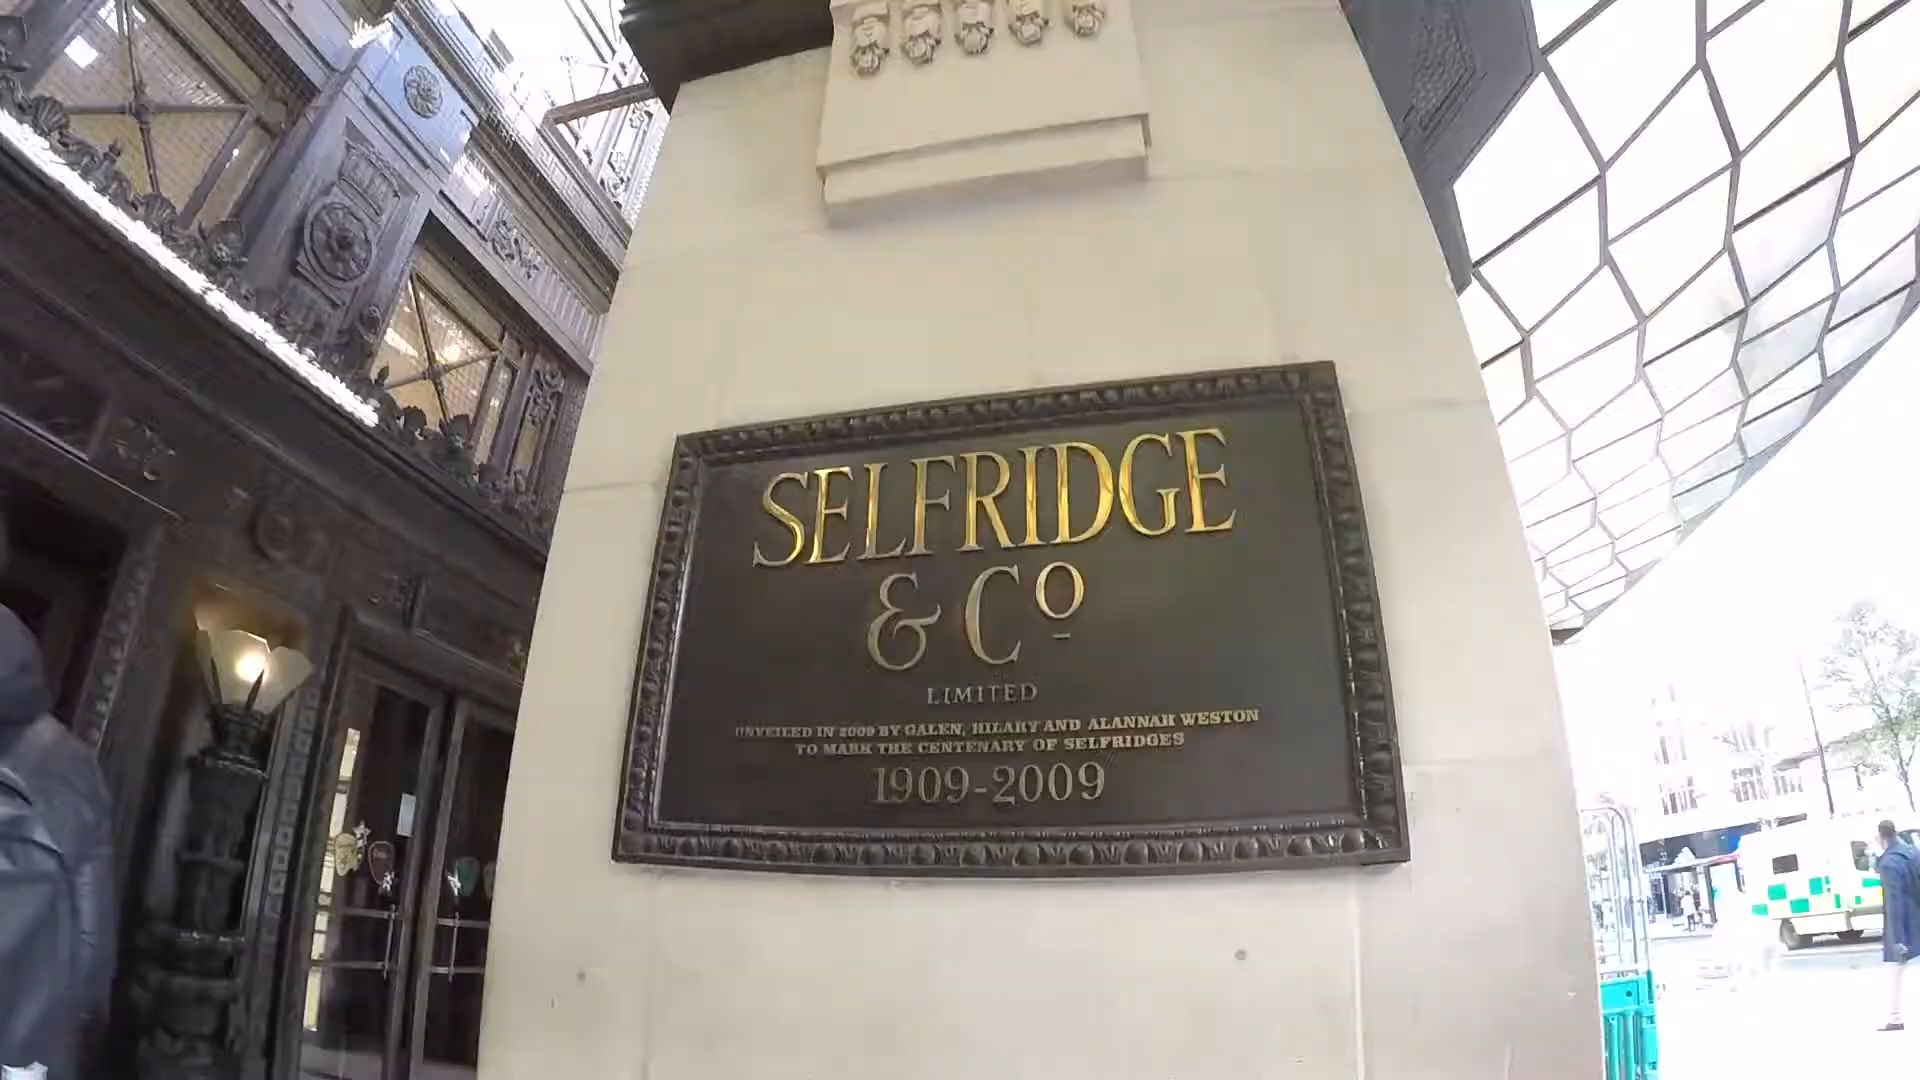 SELFRIDGE
& Cº
LIMITED
UNVEILED IN 2009 BY GALEN, HILARY AND ALANNAH WESTON
TO MARK THE CENTENARY OF SELFRIDGES
1909-2009